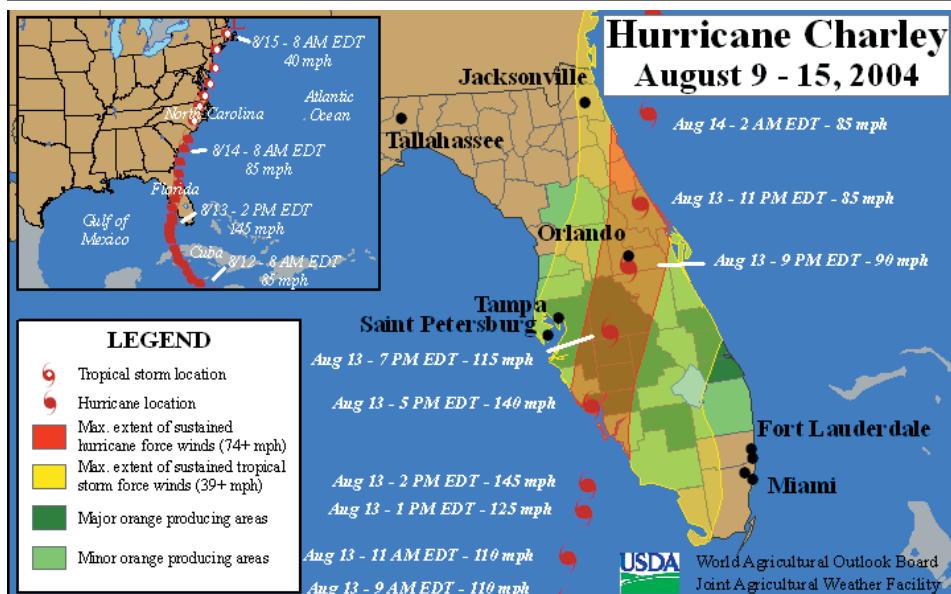 Hurricane Charley
August 9 - 15, 2004
8/15 - 8 AM EDT
40 mph
Atlantic
Ocean
North Carolina
8/14 - 8 AM EDT
85 mph
Florida
8/13 - 2 PM EDT
145 mph
Gulf of
Mexico
Cuba
8/12 - 8 AM EDT
85 mph
Jacksonville
Tallahassee
Aug 14 - 2 AM EDT - 85 mph
Aug 13 - 11 PM EDT - 85 mph
Orlando
Aug 13 - 9 PM EDT - 90 mph
Tampa
Saint Petersburg
Aug 13 - 7 PM EDT - 115 mph
Aug 13 - 5 PM EDT - 140 mph
Fort Lauderdale
Miami
Aug 13 - 2 PM EDT - 145 mph
Aug 13 - 1 PM EDT - 125 mph
Aug 13 - 11 AM EDT - 110 mph
Aug 13 - 9 AM EDT - 110 mph
LEGEND
Tropical storm location
Hurricane location
Max. extent of sustained
hurricane force winds (74+ mph)
Max. extent of sustained tropical
storm force winds (39+ mph)
Major orange producing areas
Minor orange producing areas
USDA
World Agricultural Outlook Board
Joint Agricultural Weather Facility